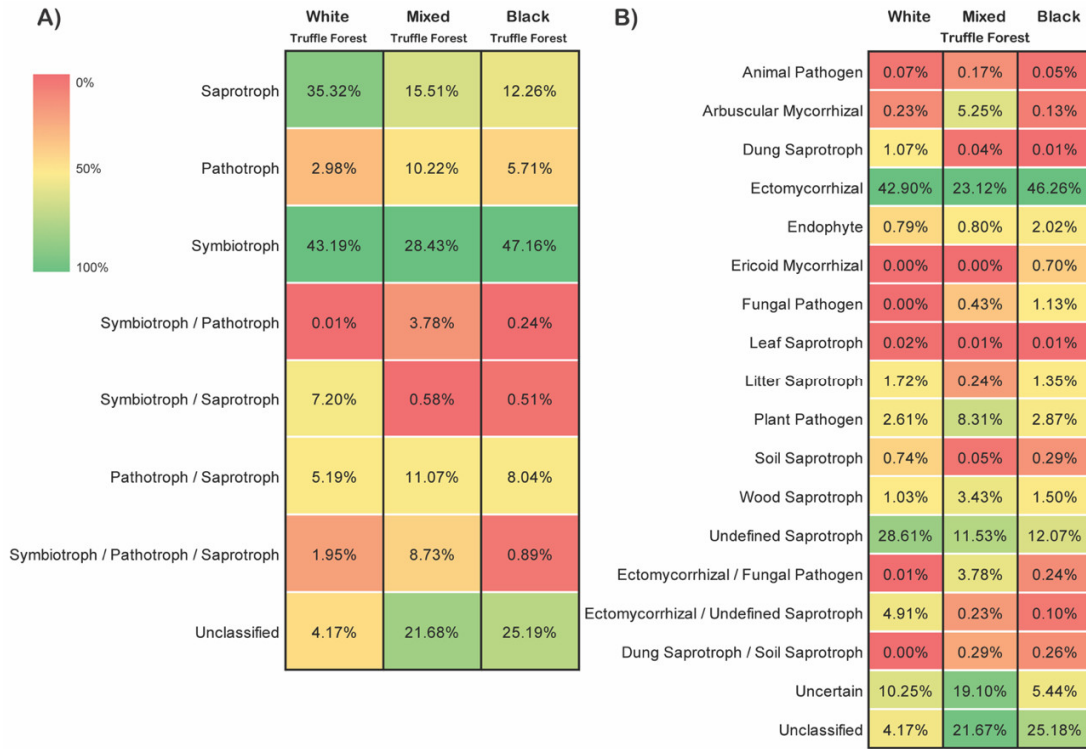 A)
White Mixed Black
Truffle Forest Truffle Forest Truffle Forest
0%
50%
100%
Saprotroph 35.32% 15.51% 12.26%
Pathotroph 2.98% 10.22% 5.71%
Symbiotroph 43.19% 28.43% 47.16%
Symbiotroph / Pathotroph 0.01% 3.78% 0.24%
Symbiotroph / Saprotroph 7.20% 0.58% 0.51%
Pathotroph / Saprotroph 5.19% 11.07% 8.04%
Symbiotroph / Pathotroph / Saprotroph 1.95% 8.73% 0.89%
Unclassified 4.17% 21.68% 25.19%
B)
White Mixed Black
Truffle Forest
Animal Pathogen 0.07% 0.17% 0.05%
Arbuscular Mycorrhizal 0.23% 5.25% 0.13%
Dung Saprotroph 1.07% 0.04% 0.01%
Ectomycorrhizal 42.90% 23.12% 46.26%
Endophyte 0.79% 0.80% 2.02%
Ericoid Mycorrhizal 0.00% 0.00% 0.70%
Fungal Pathogen 0.00% 0.43% 1.13%
Leaf Saprotroph 0.02% 0.01% 0.01%
Litter Saprotroph 1.72% 0.24% 1.35%
Plant Pathogen 2.61% 8.31% 2.87%
Soil Saprotroph 0.74% 0.05% 0.29%
Wood Saprotroph 1.03% 3.43% 1.50%
Undefined Saprotroph 28.61% 11.53% 12.07%
Ectomycorrhizal / Fungal Pathogen 0.01% 3.78% 0.24%
Ectomycorrhizal / Undefined Saprotroph 4.91% 0.23% 0.10%
Dung Saprotroph / Soil Saprotroph 0.00% 0.29% 0.26%
Uncertain 10.25% 19.10% 5.44%
Unclassified 4.17% 21.67% 25.18%